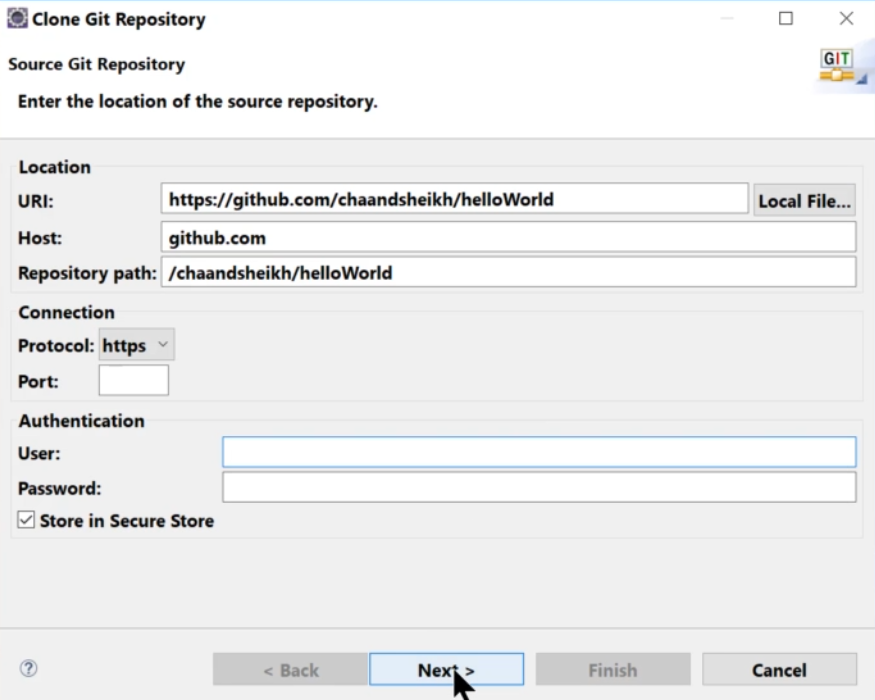 Clone Git Repository
Source Git Repository
GIT
Enter the location of the source repository.
Location
URI: https://github.com/chaandsheikh/helloWorld Local File...
Host: github.com
Repository path: /chaandsheikh/helloWorld
Connection
Protocol: https
Port:
Authentication
User:
Password:
Store in Secure Store
? < Back Next > Finish Cancel